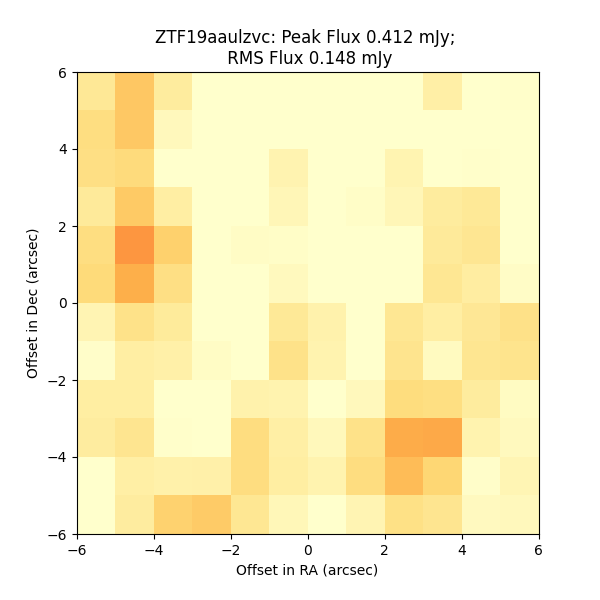 ZTF19aaulzvc: Peak Flux 0.412 mJy;
RMS Flux 0.148 mJy
6
4
2
0
−2
−4
−6
Offset in Dec (arcsec)
−6 −4 −2 0 2 4 6
Offset in RA (arcsec)